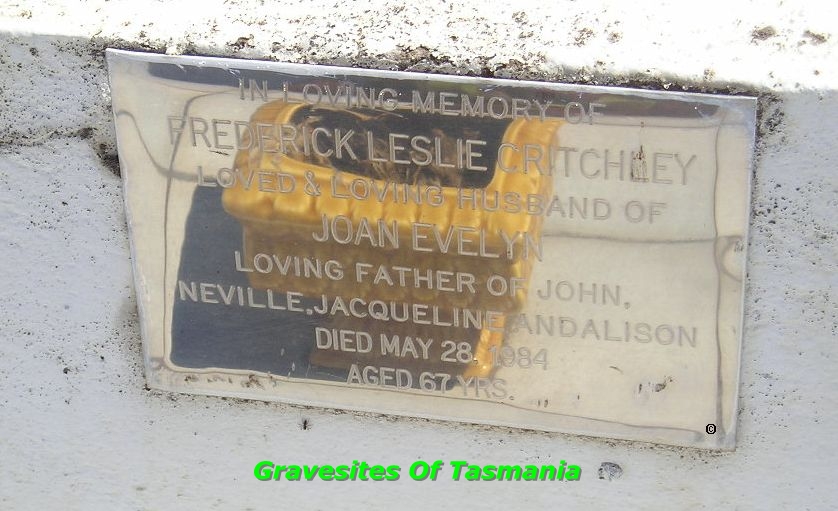 IN LOVING MEMORY OF
FREDERICK LESLIE CRITCHLEY
LOVED & LOVING HUSBAND OF
JOAN EVELYN
LOVING FATHER OF JOHN,
NEVILLE, JACQUELINE ANDALISON
DIED MAY 28. 1984
AGED 67 YRS.
©
Gravesites Of Tasmania